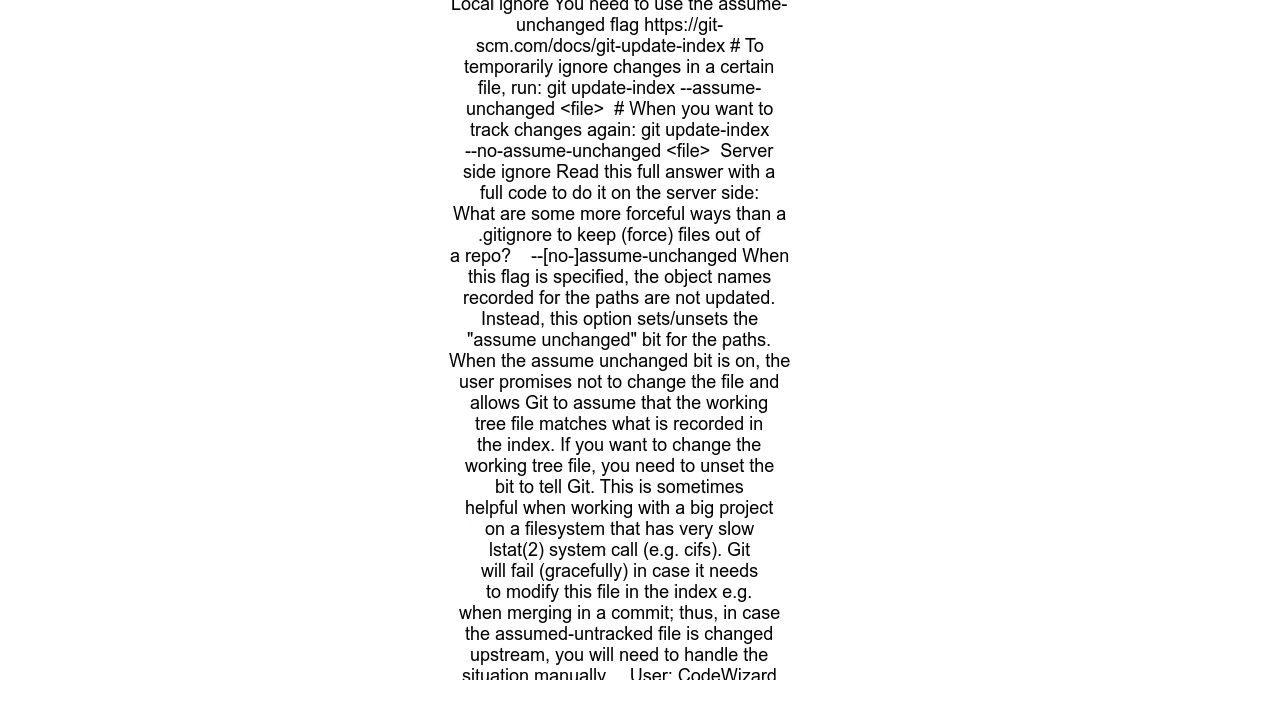 Local ignore You need to use the assume-
unchanged flag https://git-
scm.com/docs/git-update-index # To
temporarily ignore changes in a certain
file, run: git update-index --assume-
unchanged <file>  # When you want to
track changes again: git update-index
--no-assume-unchanged <file>  Server
side ignore Read this full answer with a
full code to do it on the server side:
What are some more forceful ways than a
.gitignore to keep (force) files out of
a repo?    --[no-]assume-unchanged When
this flag is specified, the object names
recorded for the paths are not updated.
Instead, this option sets/unsets the
"assume unchanged" bit for the paths.
When the assume unchanged bit is on, the
user promises not to change the file and
allows Git to assume that the working
tree file matches what is recorded in
the index. If you want to change the
working tree file, you need to unset the
bit to tell Git. This is sometimes
helpful when working with a big project
on a filesystem that has very slow
lstat(2) system call (e.g. cifs). Git
will fail (gracefully) in case it needs
to modify this file in the index e.g.
when merging in a commit; thus, in case
the assumed-untracked file is changed
upstream, you will need to handle the
situation manually.    User: CodeWizard